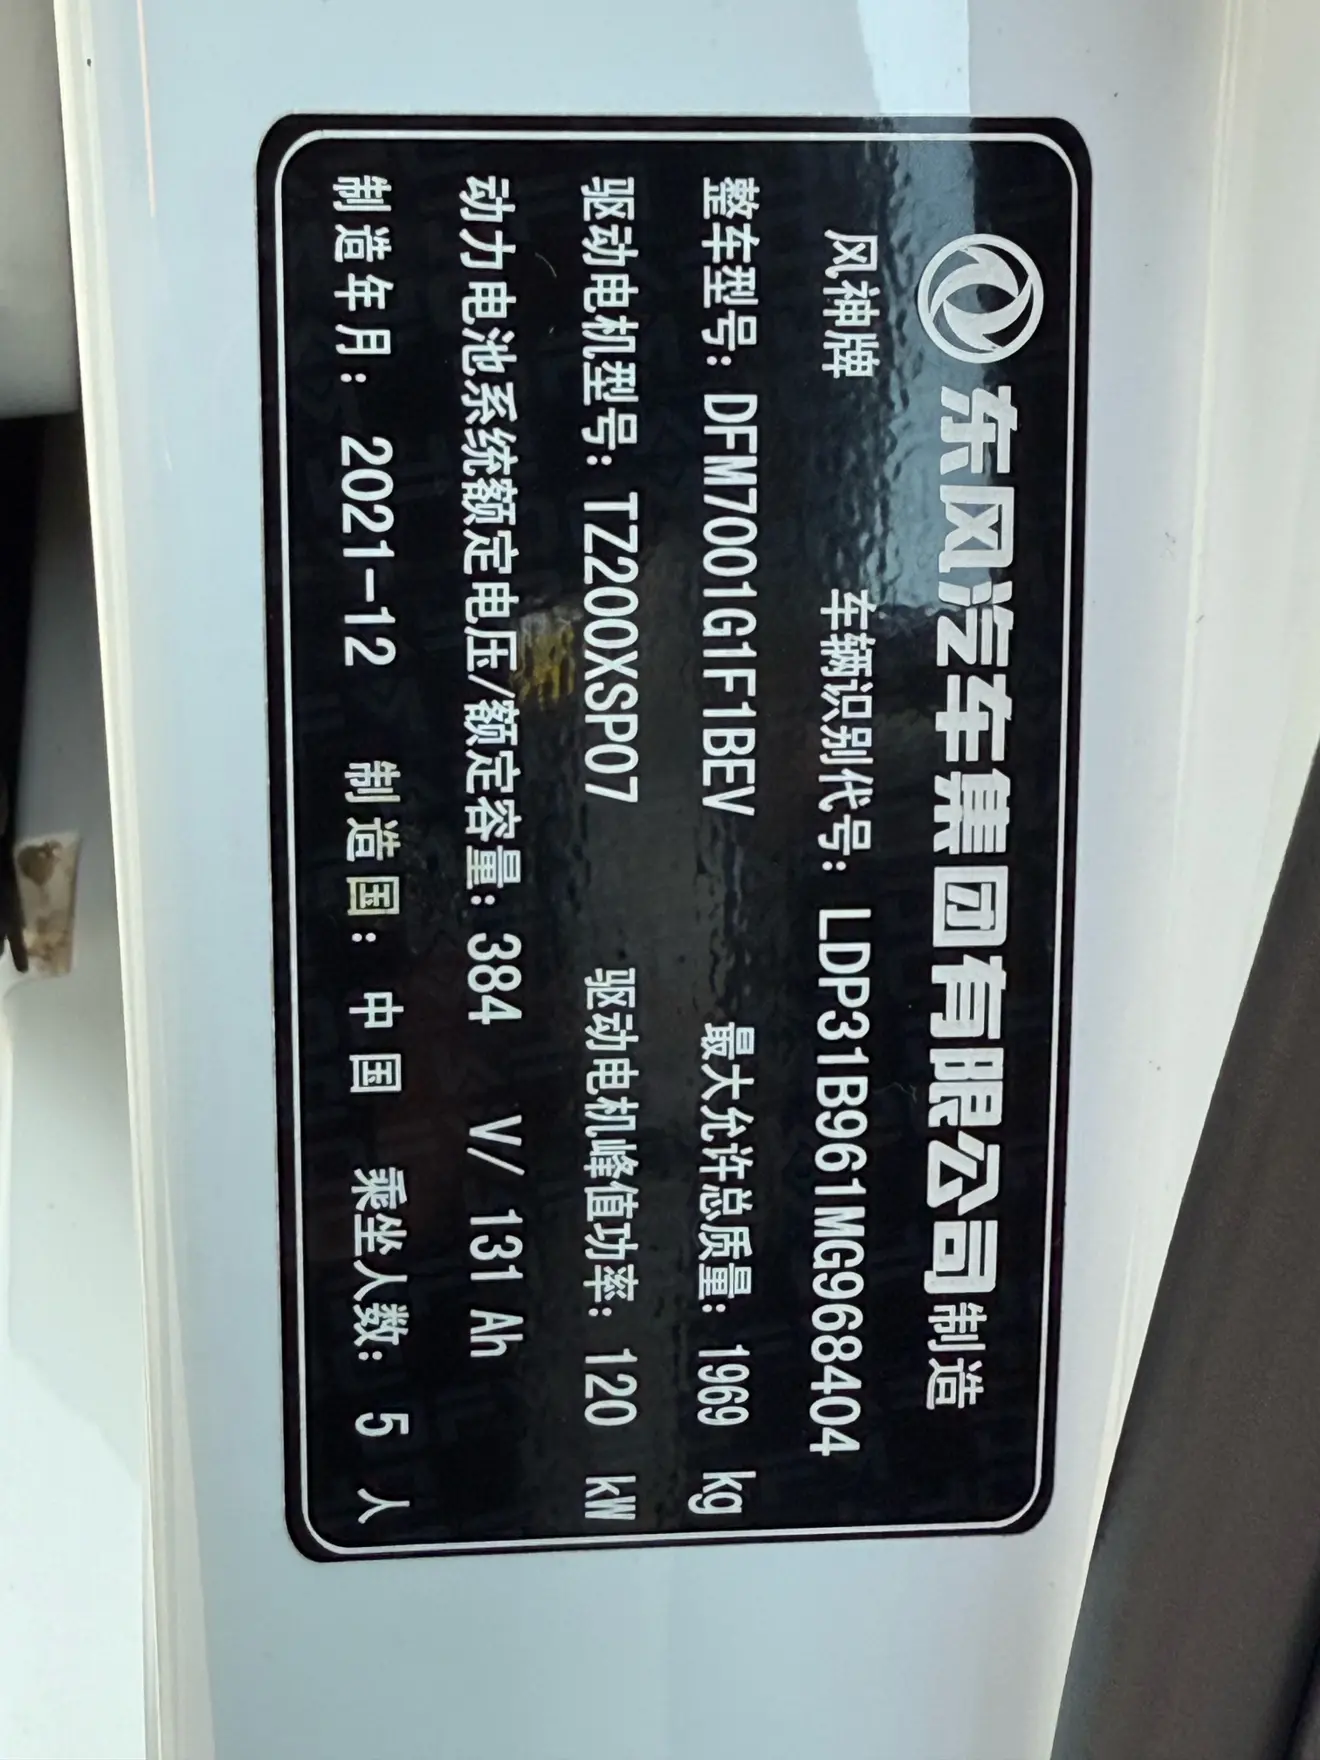 东风汽车集团有限公司制造
风神牌 车辆识别代号: LDP31B961MG968404
整车型号: DFM7001G1F1BEV 最大允许总质量: 1969 kg
驱动电机型号: TZ200XSP07 驱动电机峰值功率: 120 kW
动力电池系统额定电压/额定容量: 384 V/ 131 Ah
制造年月: 2021-12 制造国: 中国 乘坐人数: 5 人